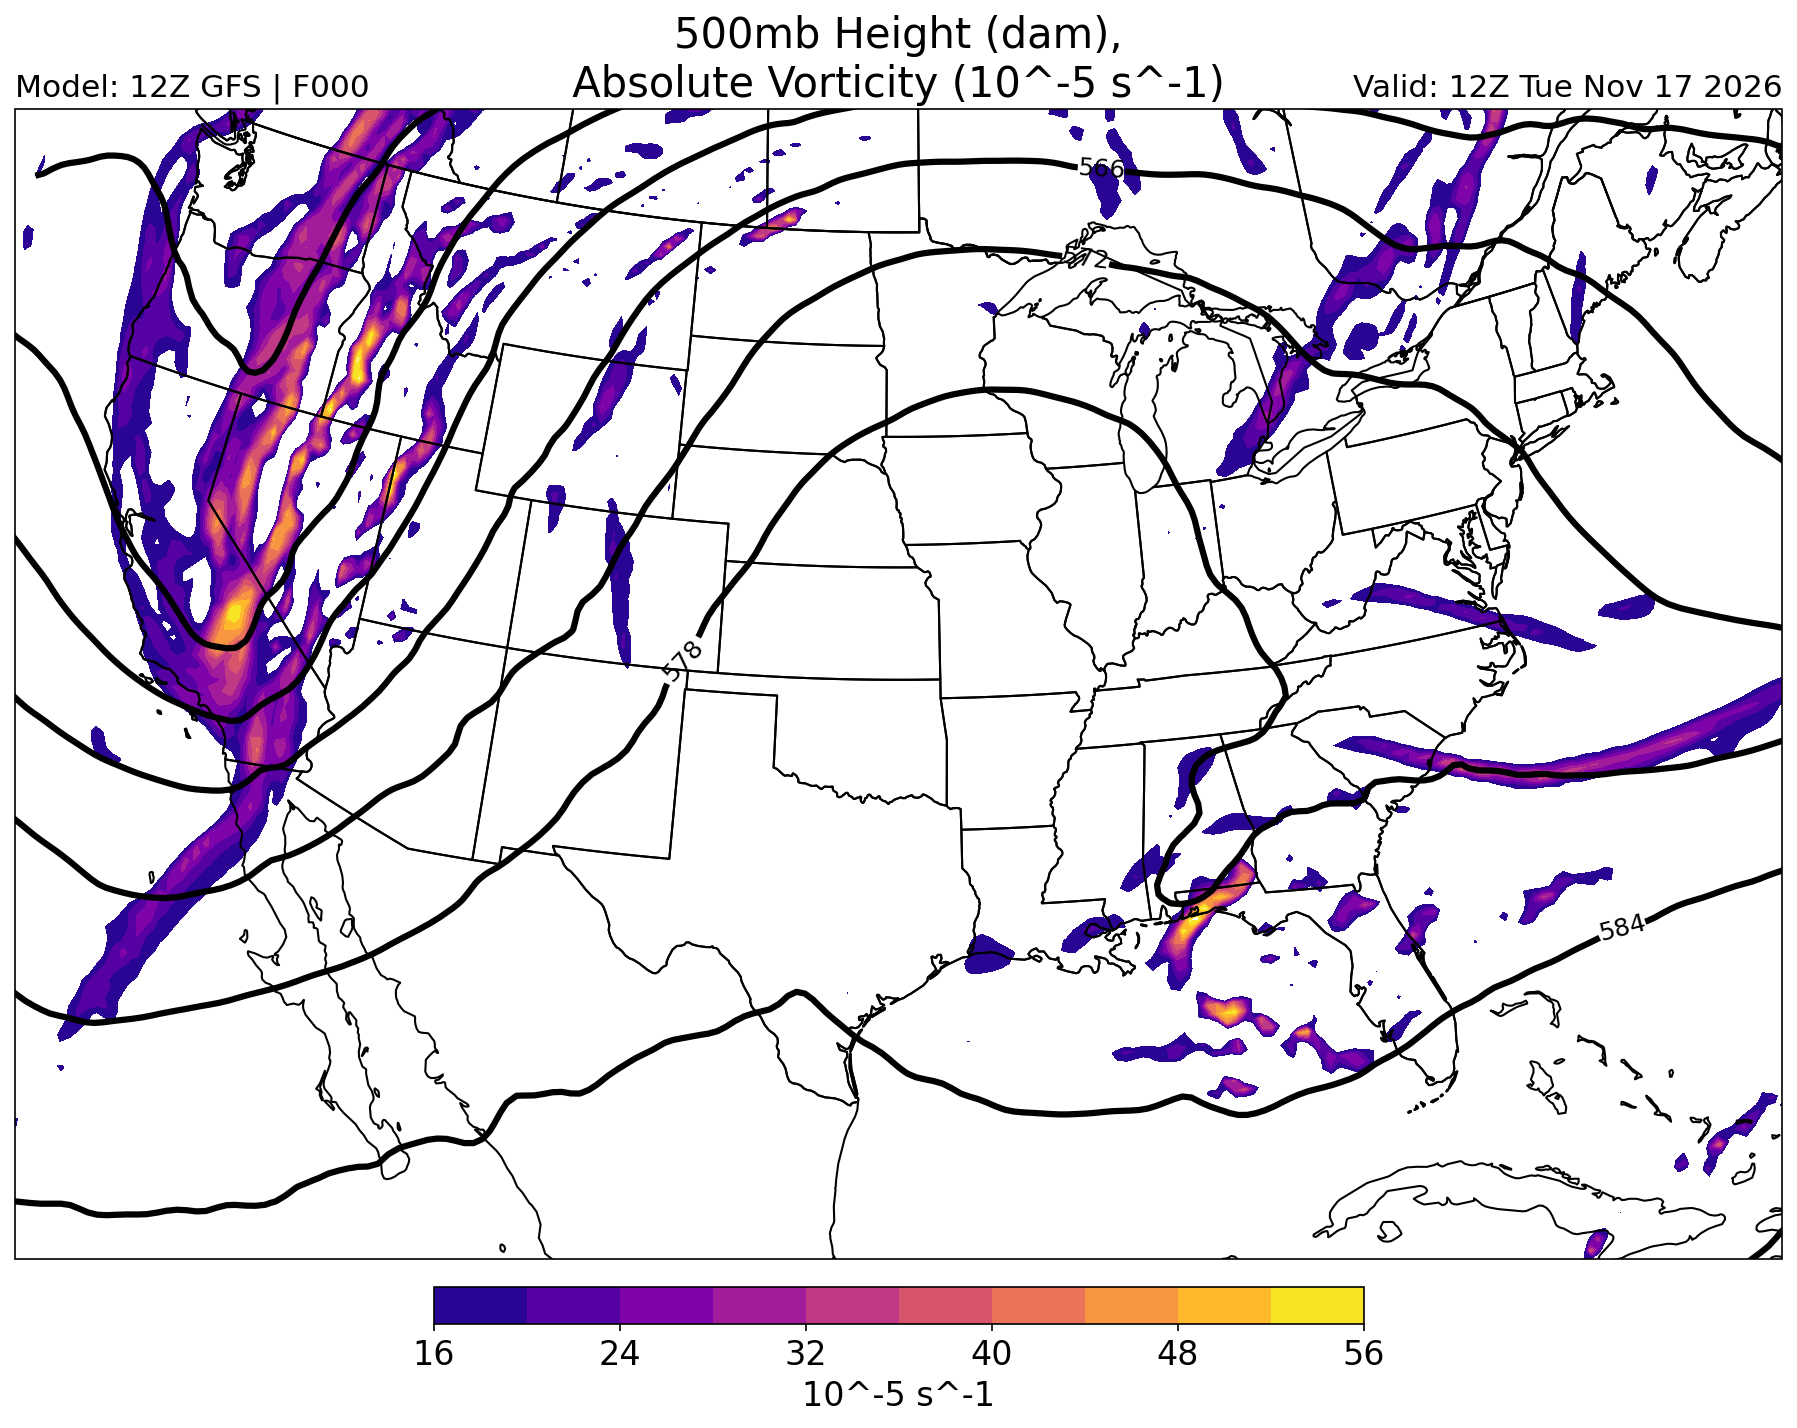 500mb Height (dam),
Model: 12Z GFS | F000
Absolute Vorticity (10^-5 s^-1)
Valid: 12Z Tue Nov 17 2026
566
572
578
584
16 24 32 40 48 56
10^-5 s^-1